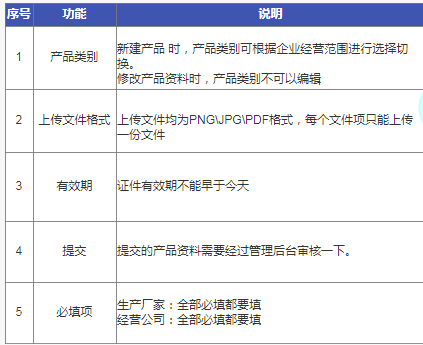 序号 功能 说明
1 产品类别 新建产品 时，产品类别可根据企业经营范围进行选择切
换。
修改产品资料时，产品类别不可以编辑
2 上传文件格式 上传文件均为PNG\JPG\PDF格式，每个文件项只能上传
一份文件
3 有效期 证件有效期不能早于今天
4 提交 提交的产品资料需要经过管理后台审核一下。
5 必填项 生产厂家：全部必填都要填
经营公司：全部必填都要填